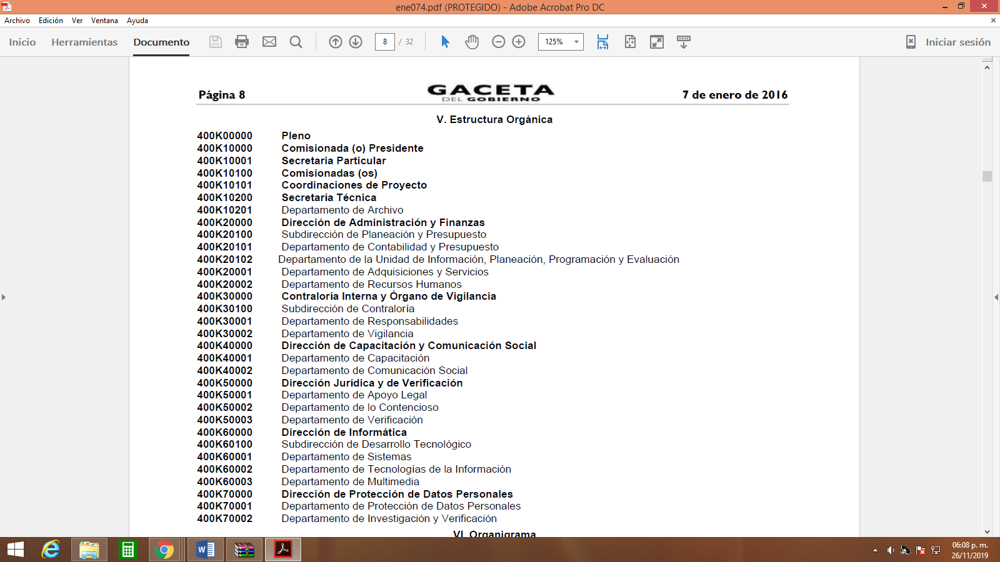 ene074.pdf (PROTEGIDO) - Adobe Acrobat Pro DC
Archivo Edición Ver Ventana Ayuda
Inicio Herramientas Documento 8 / 32 125% Iniciar sesión
Página 8 GACETA DEL GOBIERNO 7 de enero de 2016
V. Estructura Orgánica
400K00000 Pleno
400K10000 Comisionada (o) Presidente
400K10001 Secretaria Particular
400K10100 Comisionadas (os)
400K10101 Coordinaciones de Proyecto
400K10200 Secretaría Técnica
400K10201 Departamento de Archivo
400K20000 Dirección de Administración y Finanzas
400K20100 Subdirección de Planeación y Presupuesto
400K20101 Departamento de Contabilidad y Presupuesto
400K20102 Departamento de la Unidad de Información, Planeación, Programación y Evaluación
400K20001 Departamento de Adquisiciones y Servicios
400K20002 Departamento de Recursos Humanos
400K30000 Contraloría Interna y Órgano de Vigilancia
400K30100 Subdirección de Contraloría
400K30001 Departamento de Responsabilidades
400K30002 Departamento de Vigilancia
400K40000 Dirección de Capacitación y Comunicación Social
400K40001 Departamento de Capacitación
400K40002 Departamento de Comunicación Social
400K50000 Dirección Jurídica y de Verificación
400K50001 Departamento de Apoyo Legal
400K50002 Departamento de lo Contencioso
400K50003 Departamento de Verificación
400K60000 Dirección de Informática
400K60100 Subdirección de Desarrollo Tecnológico
400K60001 Departamento de Sistemas
400K60002 Departamento de Tecnologías de la Información
400K60003 Departamento de Multimedia
400K70000 Dirección de Protección de Datos Personales
400K70001 Departamento de Protección de Datos Personales
400K70002 Departamento de Investigación y Verificación
VI. Organigrama
06:08 p. m.
26/11/2019